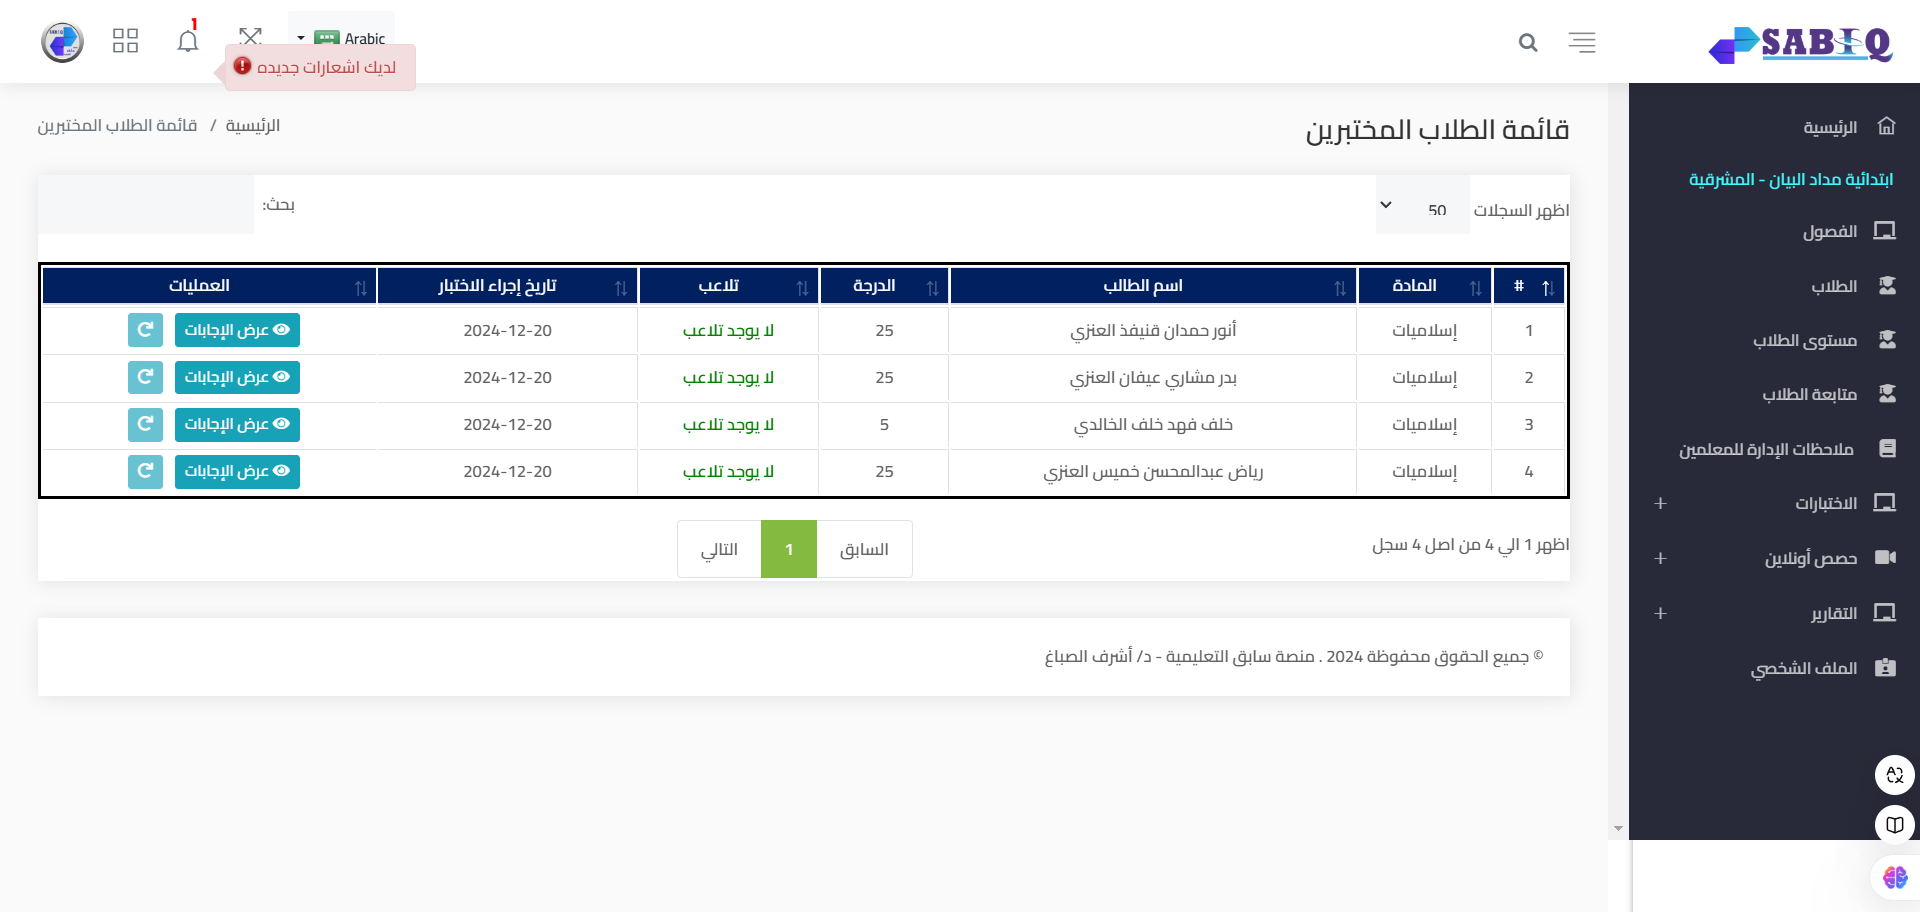 SABIQ
Arabic
1
لديك اشعارات جديده
الرئيسية
ابتدائية مداد البيان - المشرقية
الفصول
الطلاب
مستوى الطلاب
متابعة الطلاب
ملاحظات الإدارة للمعلمين
الاختبارات
حصص أونلاين
التقارير
الملف الشخصي
قائمة الطلاب المختبرين
الرئيسية / قائمة الطلاب المختبرين
اظهر السجلات 50
بحث:
# المادة اسم الطالب الدرجة تلاعب تاريخ إجراء الاختبار العمليات
1 إسلاميات أنور حمدان قنيفذ العنزي 25 لا يوجد تلاعب 2024-12-20 عرض الإجابات
2 إسلاميات بدر مشاري عيفان العنزي 25 لا يوجد تلاعب 2024-12-20 عرض الإجابات
3 إسلاميات خلف فهد خلف الخالدي 5 لا يوجد تلاعب 2024-12-20 عرض الإجابات
4 إسلاميات رياض عبدالمحسن خميس العنزي 25 لا يوجد تلاعب 2024-12-20 عرض الإجابات
اظهر 1 الي 4 من اصل 4 سجل
السابق 1 التالي
© جميع الحقوق محفوظة 2024 . منصة سابق التعليمية - د/ أشرف الصباغ